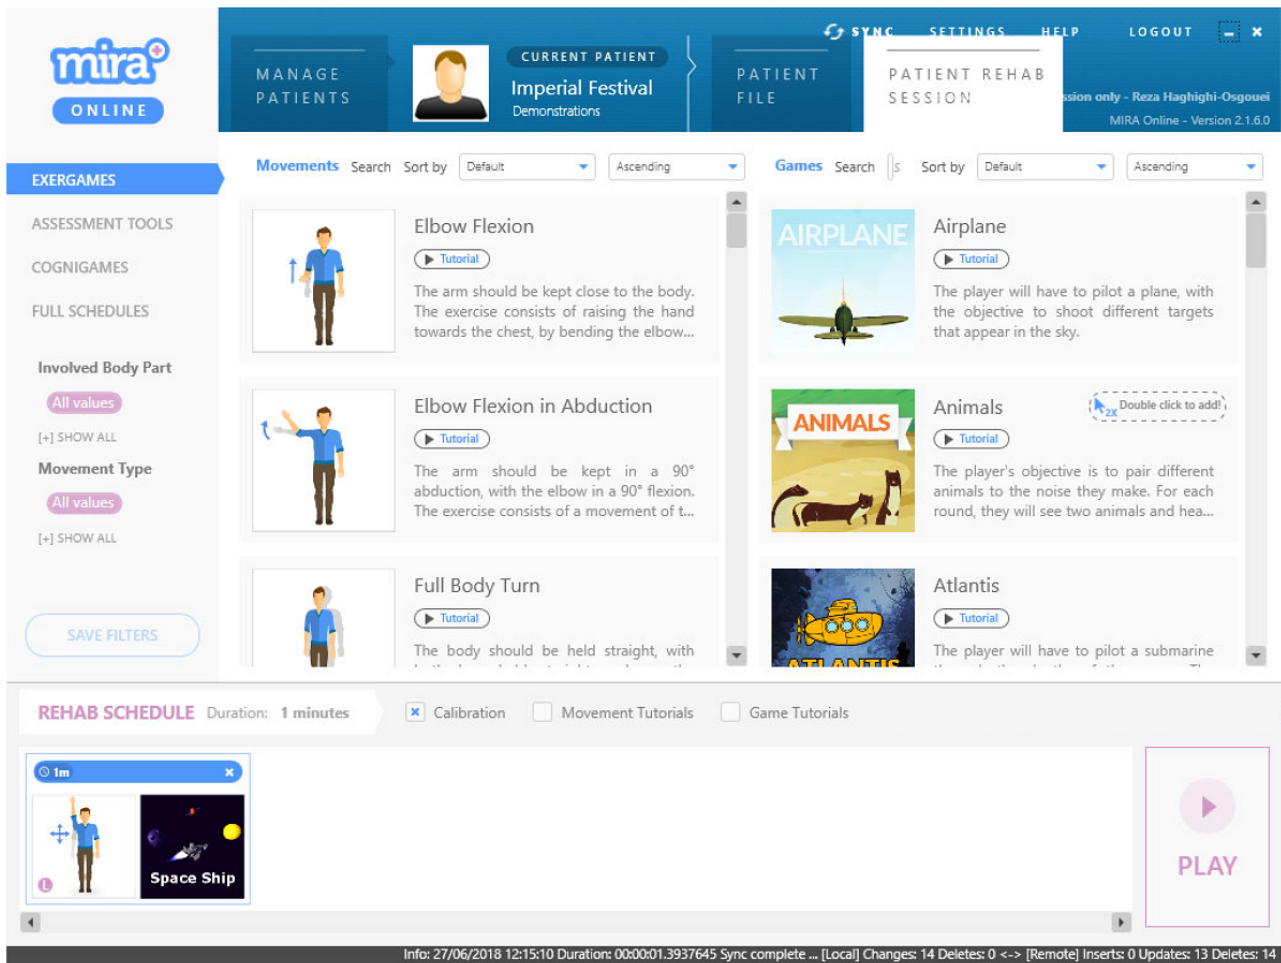 mira
ONLINE
MANAGE
PATIENTS
CURRENT PATIENT
Imperial Festival
Demonstrations
PATIENT
FILE
SYNC SETTINGS HELP LOGOUT
PATIENT REHAB
SESSION
ssion only - Reza Haghighi-Osgouei
MIRA Online - Version 2.1.6.0
EXERGAMES
ASSESSMENT TOOLS
COGNIGAMES
FULL SCHEDULES
Involved Body Part
All values
[+] SHOW ALL
Movement Type
All values
[+] SHOW ALL
SAVE FILTERS
Movements Search Sort by Default Ascending
Elbow Flexion
Tutorial
The arm should be kept close to the body.
The exercise consists of raising the hand
towards the chest, by bending the elbow...
Elbow Flexion in Abduction
Tutorial
The arm should be kept in a 90°
abduction, with the elbow in a 90° flexion.
The exercise consists of a movement of t...
Full Body Turn
Tutorial
The body should be held straight, with
Games Search s Sort by Default Ascending
AIRPLANE
Airplane
Tutorial
The player will have to pilot a plane, with
the objective to shoot different targets
that appear in the sky.
ANIMALS
Animals
2X Double click to add!
Tutorial
The player's objective is to pair different
animals to the noise they make. For each
round, they will see two animals and hea...
ATLANTIS
Atlantis
Tutorial
The player will have to pilot a submarine
REHAB SCHEDULE Duration: 1 minutes Calibration Movement Tutorials Game Tutorials
1m
L
Space Ship
PLAY
Info: 27/06/2018 12:15:10 Duration: 00:00:01.3937645 Sync complete ... [Local] Changes: 14 Deletes: 0 <-> [Remote] Inserts: 0 Updates: 13 Deletes: 14